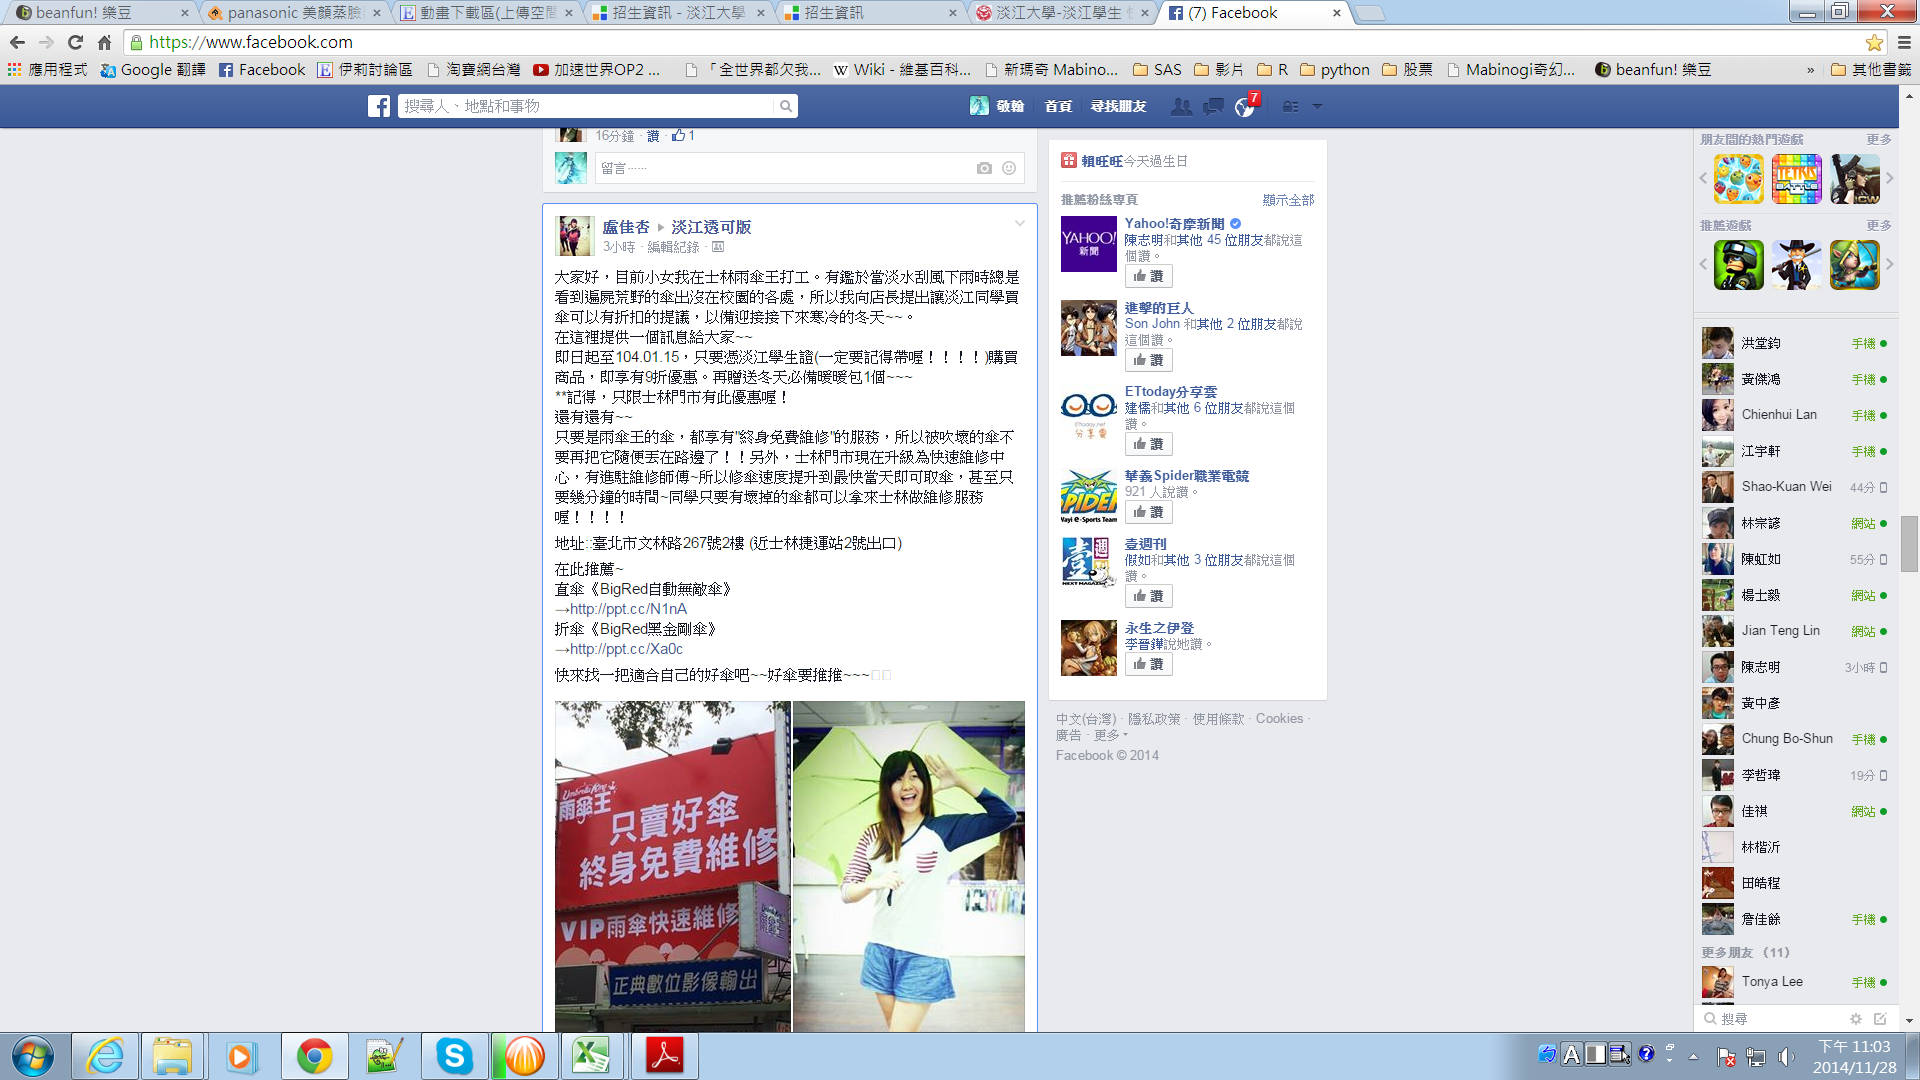 beanfun! 樂豆
panasonic 美顏蒸臉
動畫下載區(上傳空間
招生資訊 - 淡江大學
招生資訊
淡江大學-淡江學生
(7) Facebook
https://www.facebook.com
應用程式
Google 翻譯
Facebook
伊莉討論區
淘寶網台灣
加速世界OP2 ...
「全世界都欠我...
Wiki - 維基百科...
新瑪奇 Mabino...
SAS
影片
R
python
股票
Mabinogi奇幻...
beanfun! 樂豆
»
其他書籤
搜尋人、地點和事物
敬翰
首頁
尋找朋友
7
16分鐘 · 讚 · 1
留言......
盧佳杏 ▸ 淡江透可版
3小時 · 編輯紀錄 ·
大家好，目前小女我在士林雨傘王打工。有鑑於當淡水刮風下雨時總是
看到遍屍荒野的傘出沒在校園的各處，所以我向店長提出讓淡江同學買
傘可以有折扣的提議，以備迎接接下來寒冷的冬天~~。
在這裡提供一個訊息給大家~~
即日起至104.01.15，只要憑淡江學生證(一定要記得帶喔！！！！)購買
商品，即享有9折優惠。再贈送冬天必備暖暖包1個~~~
**記得，只限士林門市有此優惠喔！
還有還有~~
只要是雨傘王的傘，都享有"終身免費維修"的服務，所以被吹壞的傘不
要再把它隨便丟在路邊了！！另外，士林門市現在升級為快速維修中
心，有進駐維修師傅~所以修傘速度提升到最快當天即可取傘，甚至只
要幾分鐘的時間~同學只要有壞掉的傘都可以拿來士林做維修服務
喔！！！！
地址::臺北市文林路267號2樓 (近士林捷運站2號出口)
在此推薦~
直傘《BigRed自動無敵傘》
→http://ppt.cc/N1nA
折傘《BigRed黑金剛傘》
→http://ppt.cc/Xa0c
快來找一把適合自己的好傘吧~~好傘要推推~~~
Umbrella King
雨傘王
只賣好傘
終身免費維修
VIP雨傘快速維修
正典數位影像輸出
賴旺旺今天過生日
推薦粉絲專頁
顯示全部
YAHOO!
新聞
Yahoo!奇摩新聞
陳志明和其他 45 位朋友都說這
個讚。
讚
進擊的巨人
Son John 和其他 2 位朋友都說
這個讚。
讚
ETtoday.net
分享雲
ETtoday分享雲
建儒和其他 6 位朋友都說這個
讚。
讚
SPIDER
Wayi e-Sports Team
華義Spider職業電競
921 人說讚。
讚
壹週刊
NEXT MAGAZINE
壹週刊
假如和其他 3 位朋友都說這個
讚。
讚
永生之伊登
李晉鏵說她讚。
讚
中文(台灣) · 隱私政策 · 使用條款 · Cookies ·
廣告 · 更多
Facebook © 2014
朋友間的熱門遊戲
更多
TETRIS
BATTLE
ICW
推薦遊戲
更多
洪堂鈞
手機
黃傑鴻
手機
Chienhui Lan
手機
江宇軒
手機
Shao-Kuan Wei
44分
林宗諺
網站
陳虹如
55分
楊士毅
網站
Jian Teng Lin
網站
陳志明
3小時
黃中彥
Chung Bo-Shun
手機
李哲瑋
19分
佳祺
網站
林楷沂
田皓程
詹佳餘
手機
更多朋友 (11)
Tonya Lee
手機
搜尋
A
下午 11:03
2014/11/28